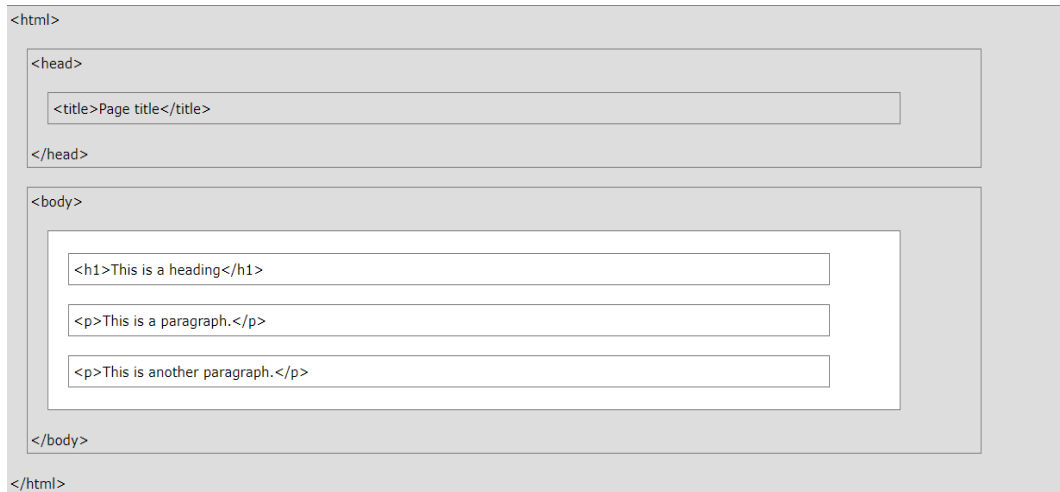 <html>
<head>
<title>Page title</title>
</head>
<body>
<h1>This is a heading</h1>
<p>This is a paragraph.</p>
<p>This is another paragraph.</p>
</body>
</html>